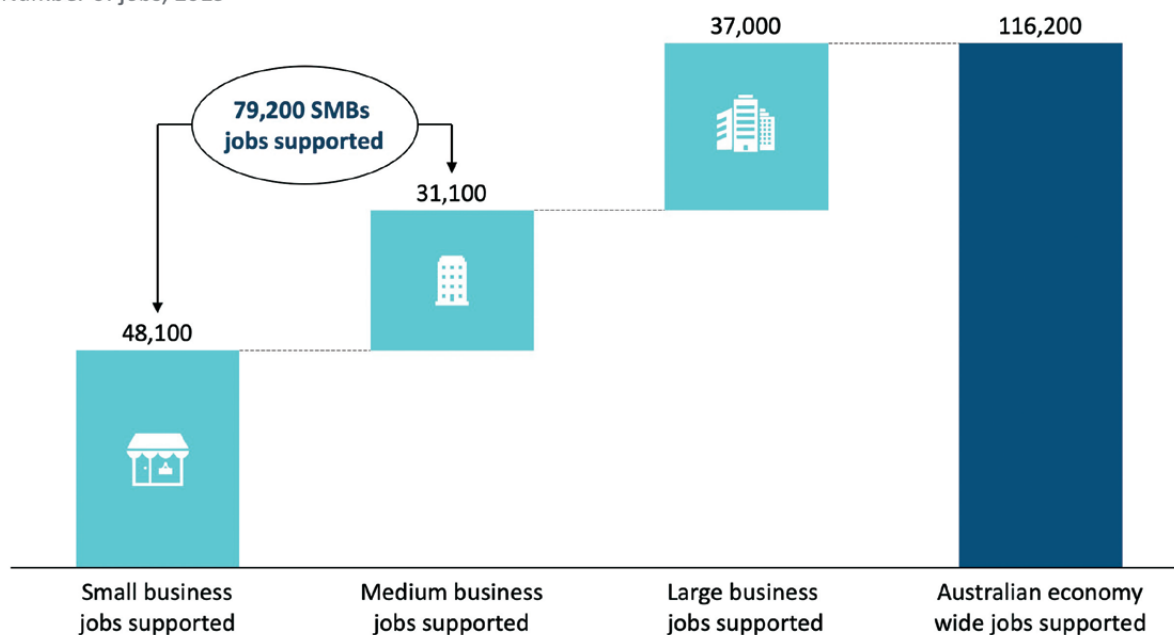 37,000
116,200
79,200 SMBs
jobs supported
31,100
48,100
Small business
jobs supported
Medium business
jobs supported
Large business
jobs supported
Australian economy
wide jobs supported